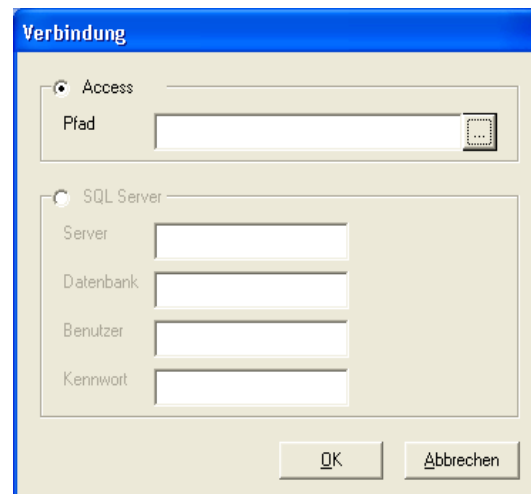 Verbindung
Access
Pfad
...
SQL Server
Server
Datenbank
Benutzer
Kennwort
OK Abbrechen